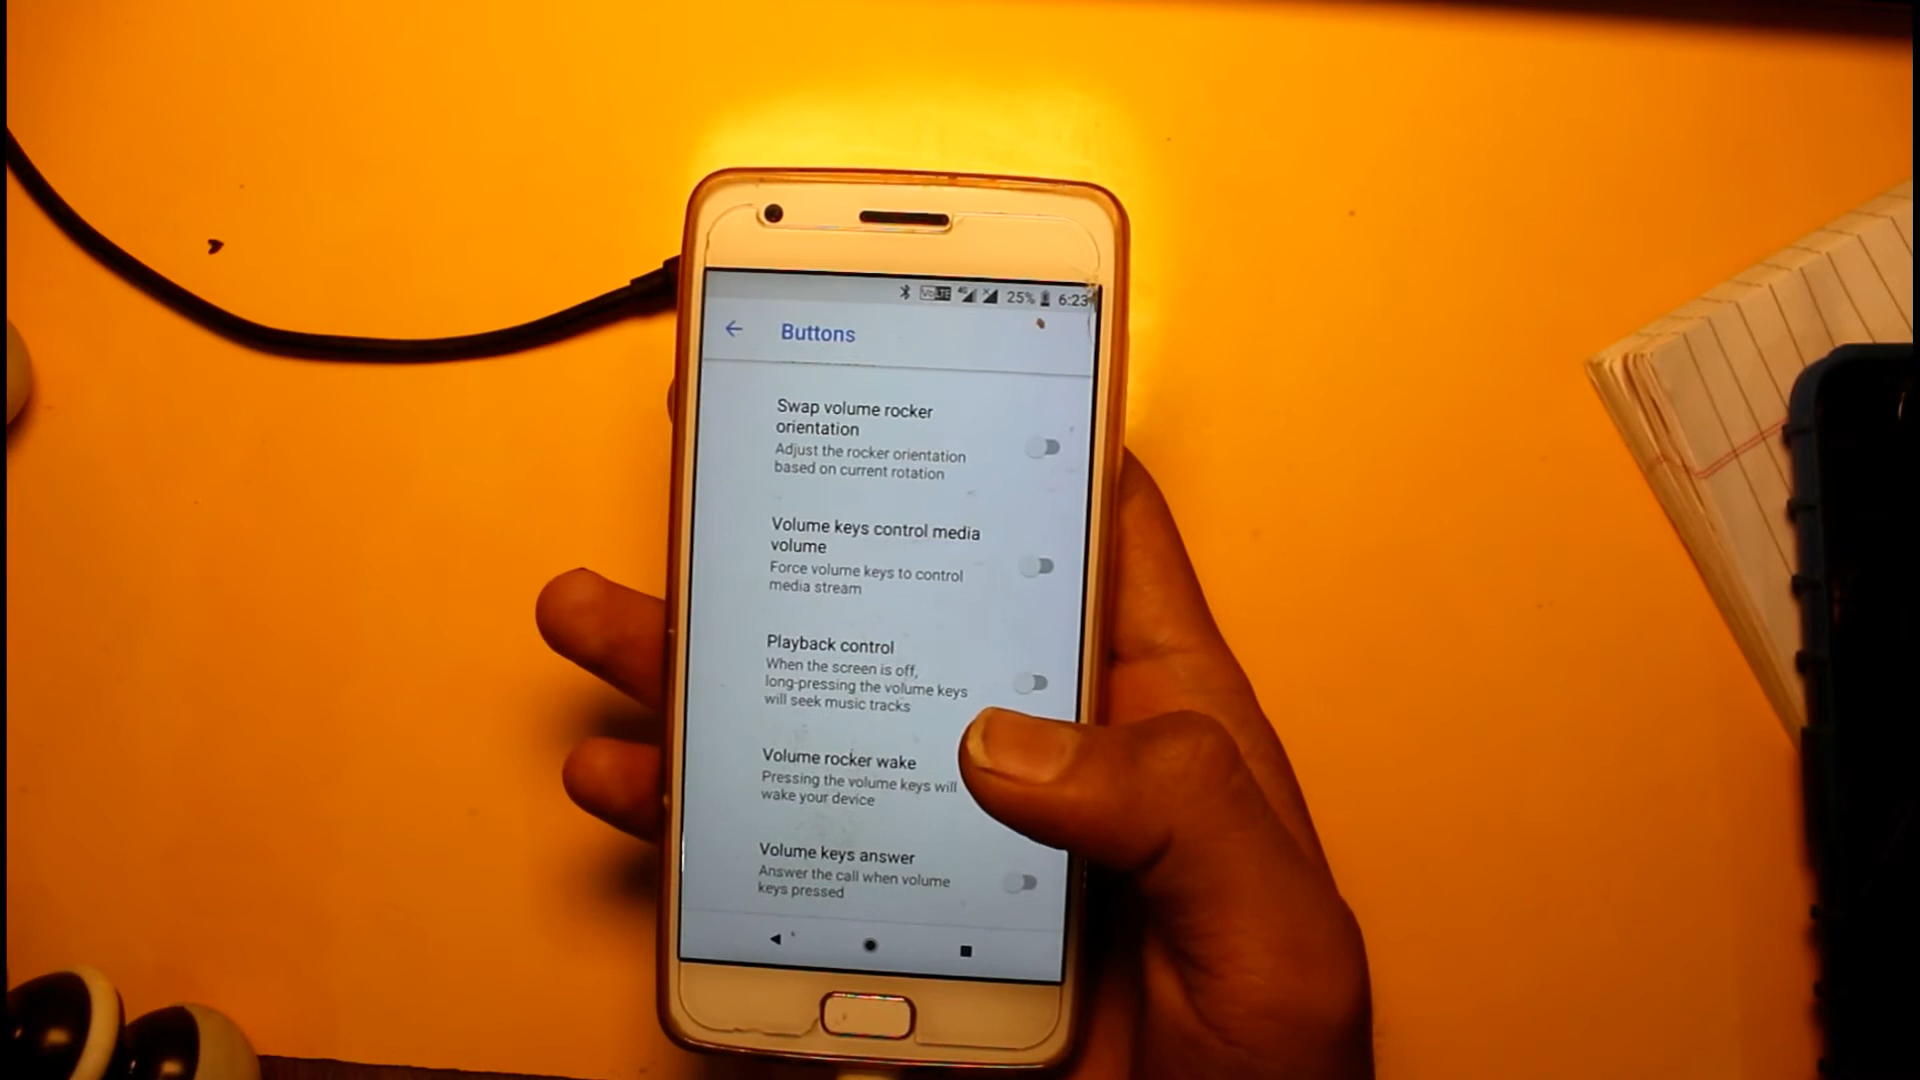 VoLTE 4G 25% 6:23
Buttons
Swap volume rocker
orientation
Adjust the rocker orientation
based on current rotation
Volume keys control media
volume
Force volume keys to control
media stream
Playback control
When the screen is off,
long-pressing the volume keys
will seek music tracks
Volume rocker wake
Pressing the volume keys will
wake your device
Volume keys answer
Answer the call when volume
keys pressed